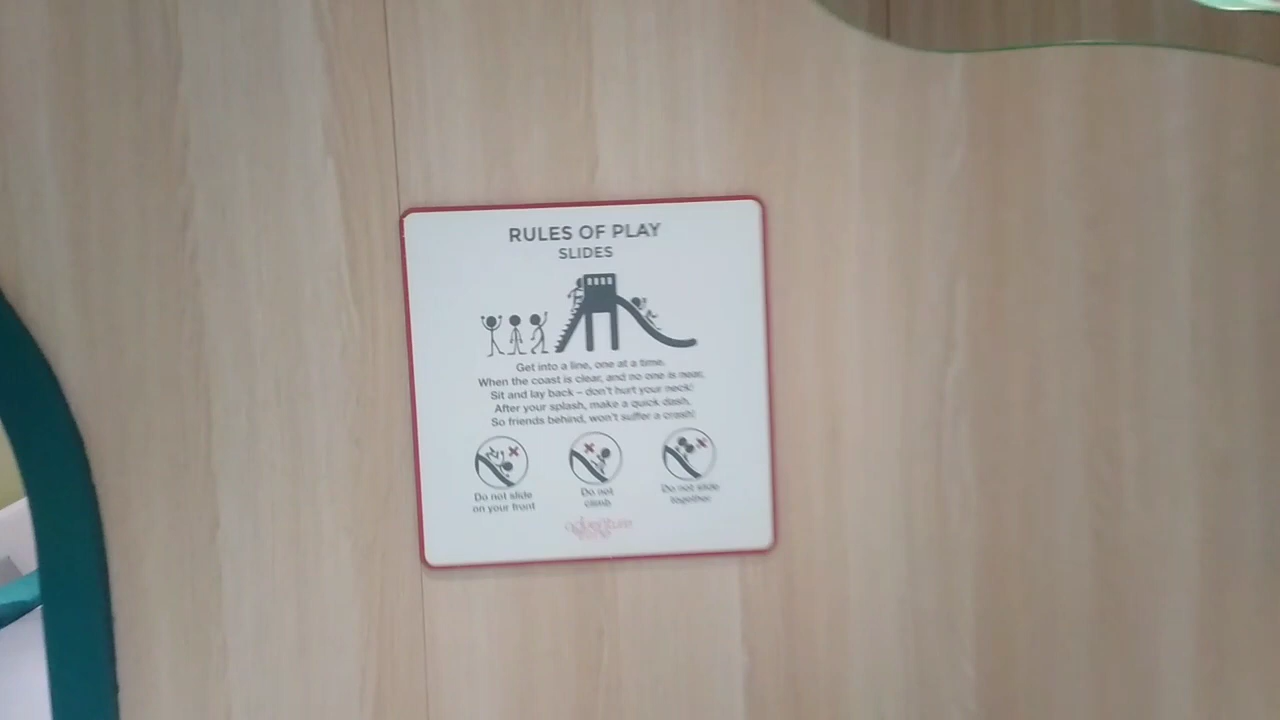 RULES OF PLAY
SLIDES
Get into a line, one at a time.
When the coast is clear, and no one is near,
Sit and lay back – don't hurt your neck!
After your splash, make a quick dash,
So friends behind, won't suffer a crash!
Do not slide
on your front
Do not
climb
Do not slide
together
adventure
zone